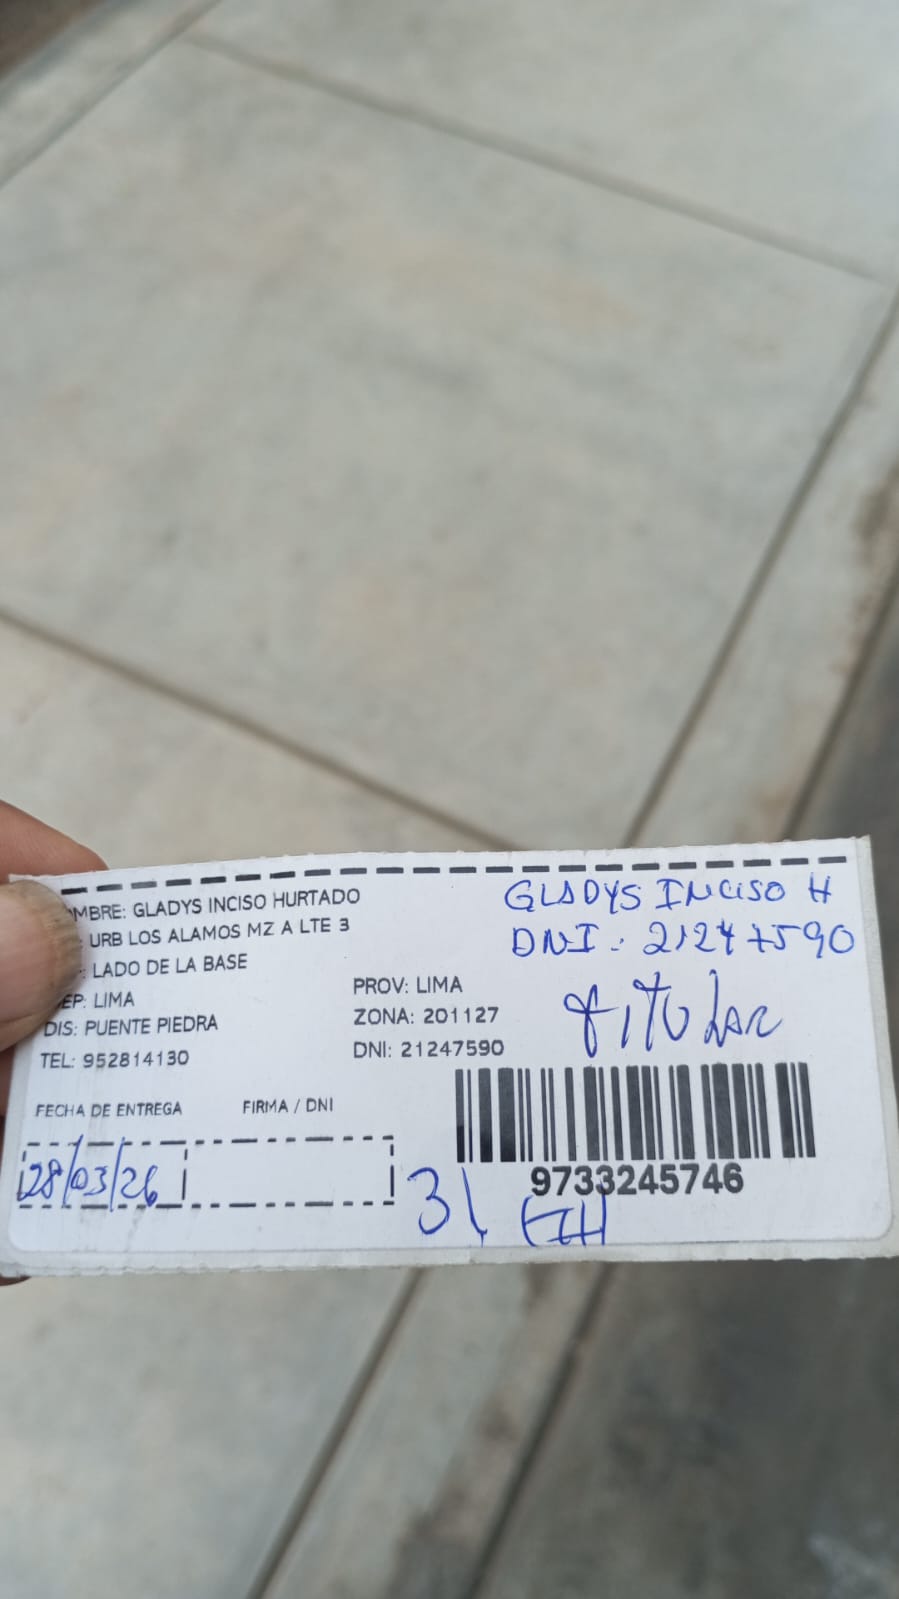 OMBRE: GLADYS INCISO HURTADO
: URB LOS ALAMOS MZ A LTE 3
: LADO DE LA BASE
EP: LIMA
PROV: LIMA
DIS: PUENTE PIEDRA
ZONA: 201127
TEL: 952814130
DNI: 21247590
GLADYS INCISO H
DNI: 21247590
titular
FECHA DE ENTREGA
FIRMA / DNI
28/03/26
9733245746
31